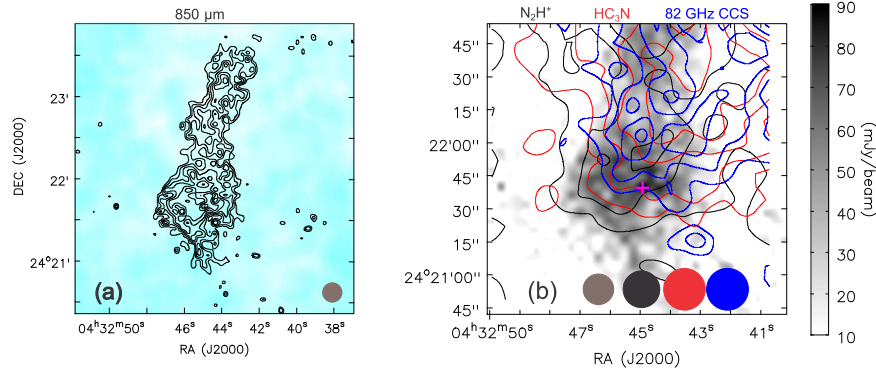 850 μm
N₂H⁺ HC₃N 82 GHz CCS
DEC (J2000)
23'
22'
24°21'
(a)
04ʰ32ᵐ50ˢ 46ˢ 44ˢ 42ˢ 40ˢ 38ˢ
RA (J2000)
45''
30''
15''
22'00''
45''
30''
15''
24°21'00''
45''
(b)
04ʰ32ᵐ50ˢ 47ˢ 45ˢ 43ˢ 41ˢ
RA (J2000)
90
80
70
60
50
40
30
20
10
(mJy/beam)